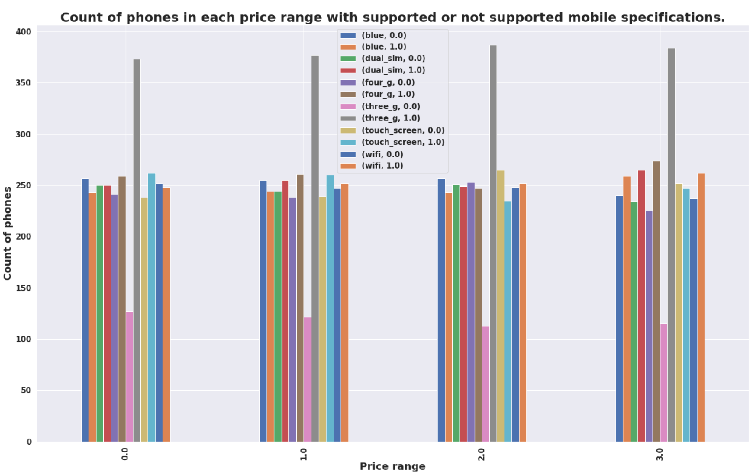 Count of phones in each price range with supported or not supported mobile specifications.
400
350
300
250
200
150
100
50
0
Count of phones
(blue, 0.0)
(blue, 1.0)
(dual_sim, 0.0)
(dual_sim, 1.0)
(four_g, 0.0)
(four_g, 1.0)
(three_g, 0.0)
(three_g, 1.0)
(touch_screen, 0.0)
(touch_screen, 1.0)
(wifi, 0.0)
(wifi, 1.0)
0.0
1.0
2.0
3.0
Price range